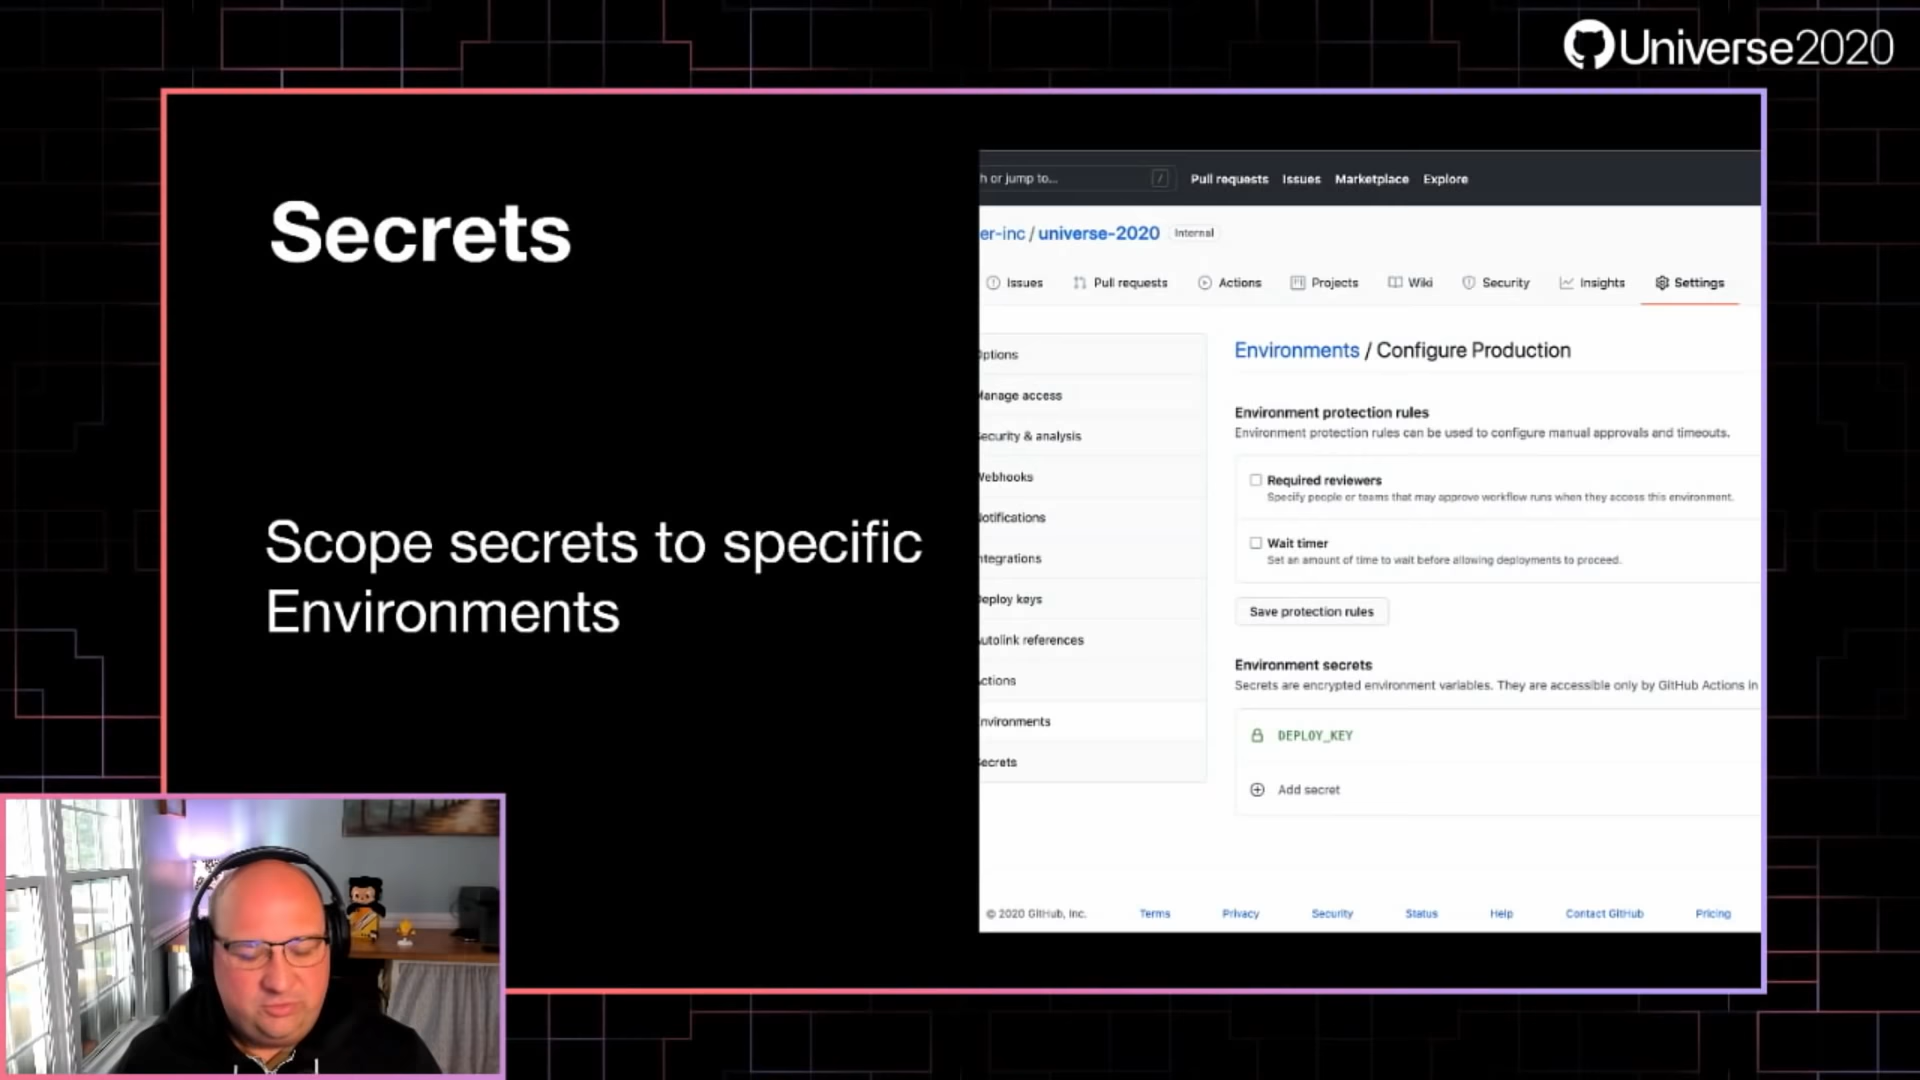 Universe2020
Secrets
Scope secrets to specific
Environments
h or jump to... /
Pull requests Issues Marketplace Explore
er-inc / universe-2020 Internal
Issues Pull requests Actions Projects Wiki Security Insights Settings
ptions
Manage access
ecurity & analysis
Webhooks
otifications
ntegrations
eploy keys
utolink references
ctions
nvironments
ecrets
Environments / Configure Production
Environment protection rules
Environment protection rules can be used to configure manual approvals and timeouts.
Required reviewers
Specify people or teams that may approve workflow runs when they access this environment.
Wait timer
Set an amount of time to wait before allowing deployments to proceed.
Save protection rules
Environment secrets
Secrets are encrypted environment variables. They are accessible only by GitHub Actions in
DEPLOY_KEY
Add secret
© 2020 GitHub, Inc. Terms Privacy Security Status Help Contact GitHub Pricing